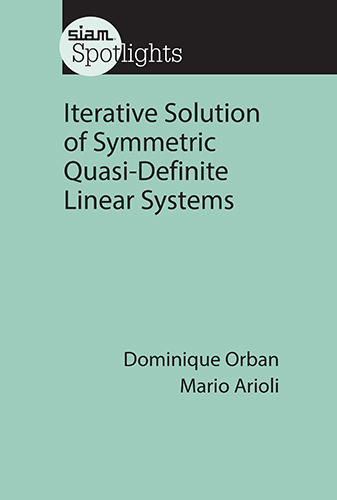 siam
Spotlights
Iterative Solution
of Symmetric
Quasi-Definite
Linear Systems
Dominique Orban
Mario Arioli